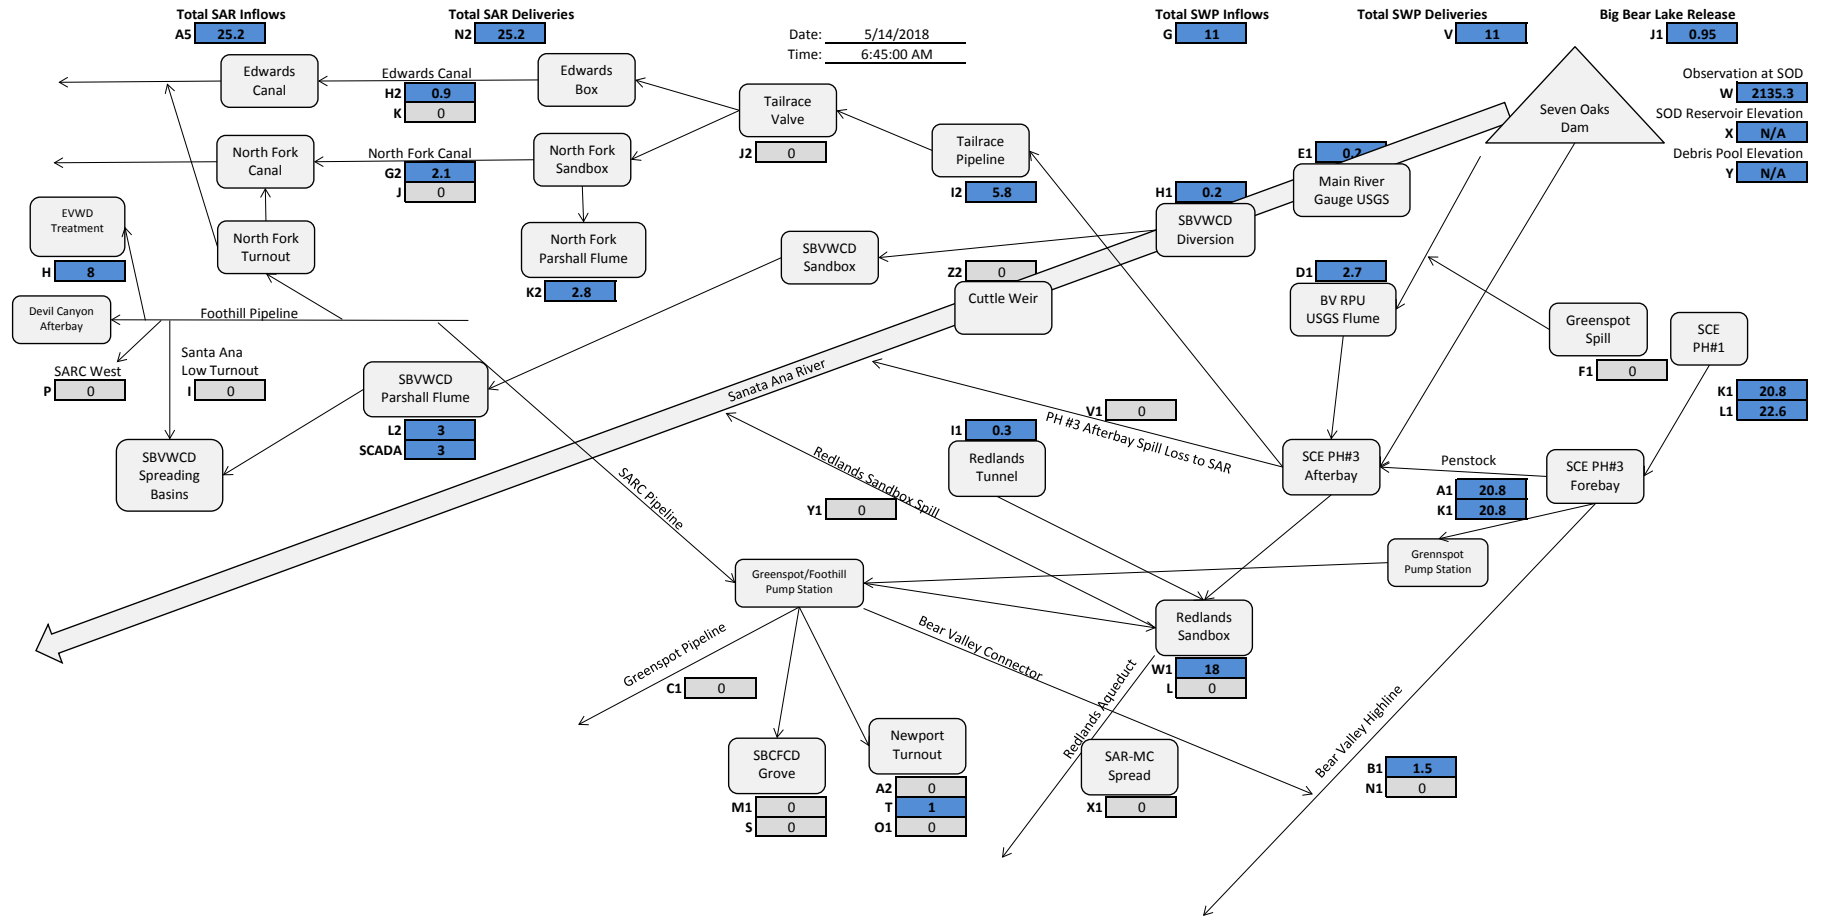 Total SAR Inflows
A5 25.2
Total SAR Deliveries
N2 25.2
Date: 5/14/2018
Time: 6:45:00 AM
Total SWP Inflows
G 11
Total SWP Deliveries
V 11
Big Bear Lake Release
J1 0.95
Observation at SOD
W 2135.3
SOD Reservoir Elevation
X N/A
Debris Pool Elevation
Y N/A
Seven Oaks
Dam
Edwards
Canal
Edwards Canal
H2 0.9
K 0
Edwards
Box
Tailrace
Valve
J2 0
Tailrace
Pipeline
I2 5.8
E1 0.2
Main River
Gauge USGS
H1 0.2
SBVWCD
Diversion
North Fork
Canal
North Fork Canal
G2 2.1
J 0
North Fork
Sandbox
North Fork
Parshall Flume
K2 2.8
EVWD
Treatment
H 8
North Fork
Turnout
SBVWCD
Sandbox
Z2 0
Cuttle Weir
D1 2.7
BV RPU
USGS Flume
Greenspot
Spill
F1 0
SCE
PH#1
K1 20.8
L1 22.6
Devil Canyon
Afterbay
Foothill Pipeline
SARC West
P 0
Santa Ana
Low Turnout
I 0
SBVWCD
Parshall Flume
L2 3
SCADA 3
SBVWCD
Spreading
Basins
Sanata Ana River
V1 0
PH #3 Afterbay Spill Loss to SAR
I1 0.3
Redlands
Tunnel
Redlands Sandbox Spill
Y1 0
SARC Pipeline
SCE PH#3
Afterbay
Penstock
A1 20.8
K1 20.8
SCE PH#3
Forebay
Grennspot
Pump Station
Greenspot/Foothill
Pump Station
Redlands
Sandbox
W1 18
L 0
Greenspot Pipeline
C1 0
Bear Valley Connector
Redlands Aqueduct
Bear Valley Highline
SBCFCD
Grove
M1 0
S 0
Newport
Turnout
A2 0
T 1
O1 0
SAR-MC
Spread
X1 0
B1 1.5
N1 0